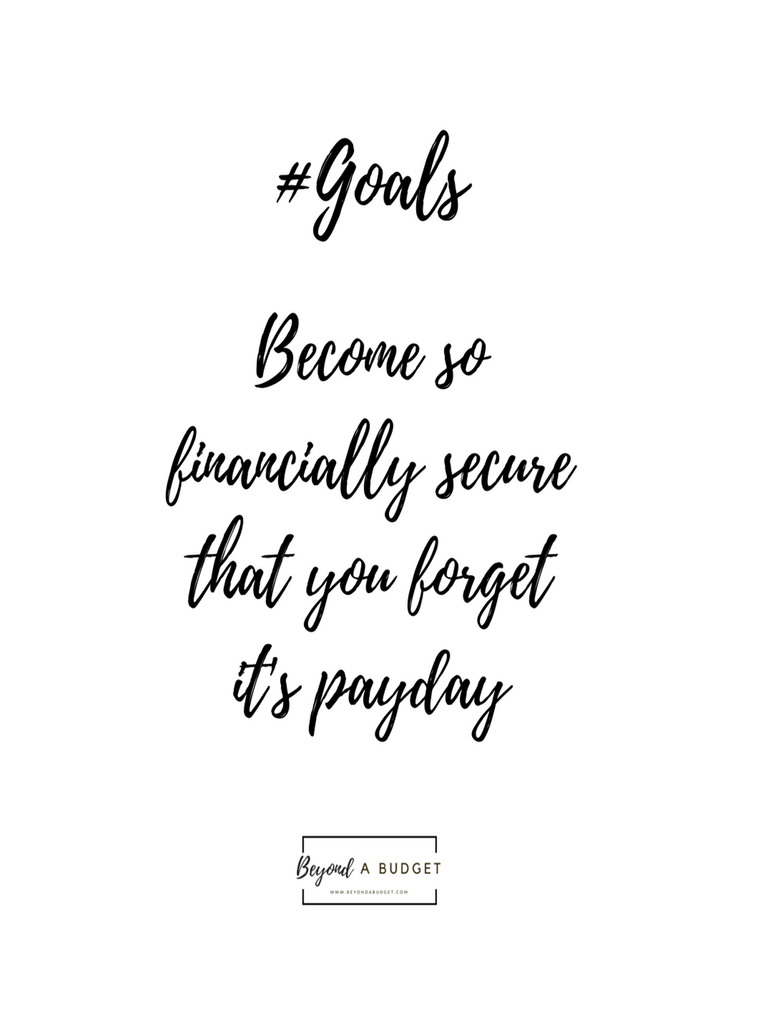 #Goals
Become so
financially secure
that you forget
it's payday
Beyond A BUDGET
WWW.BEYONDABUDGET.COM